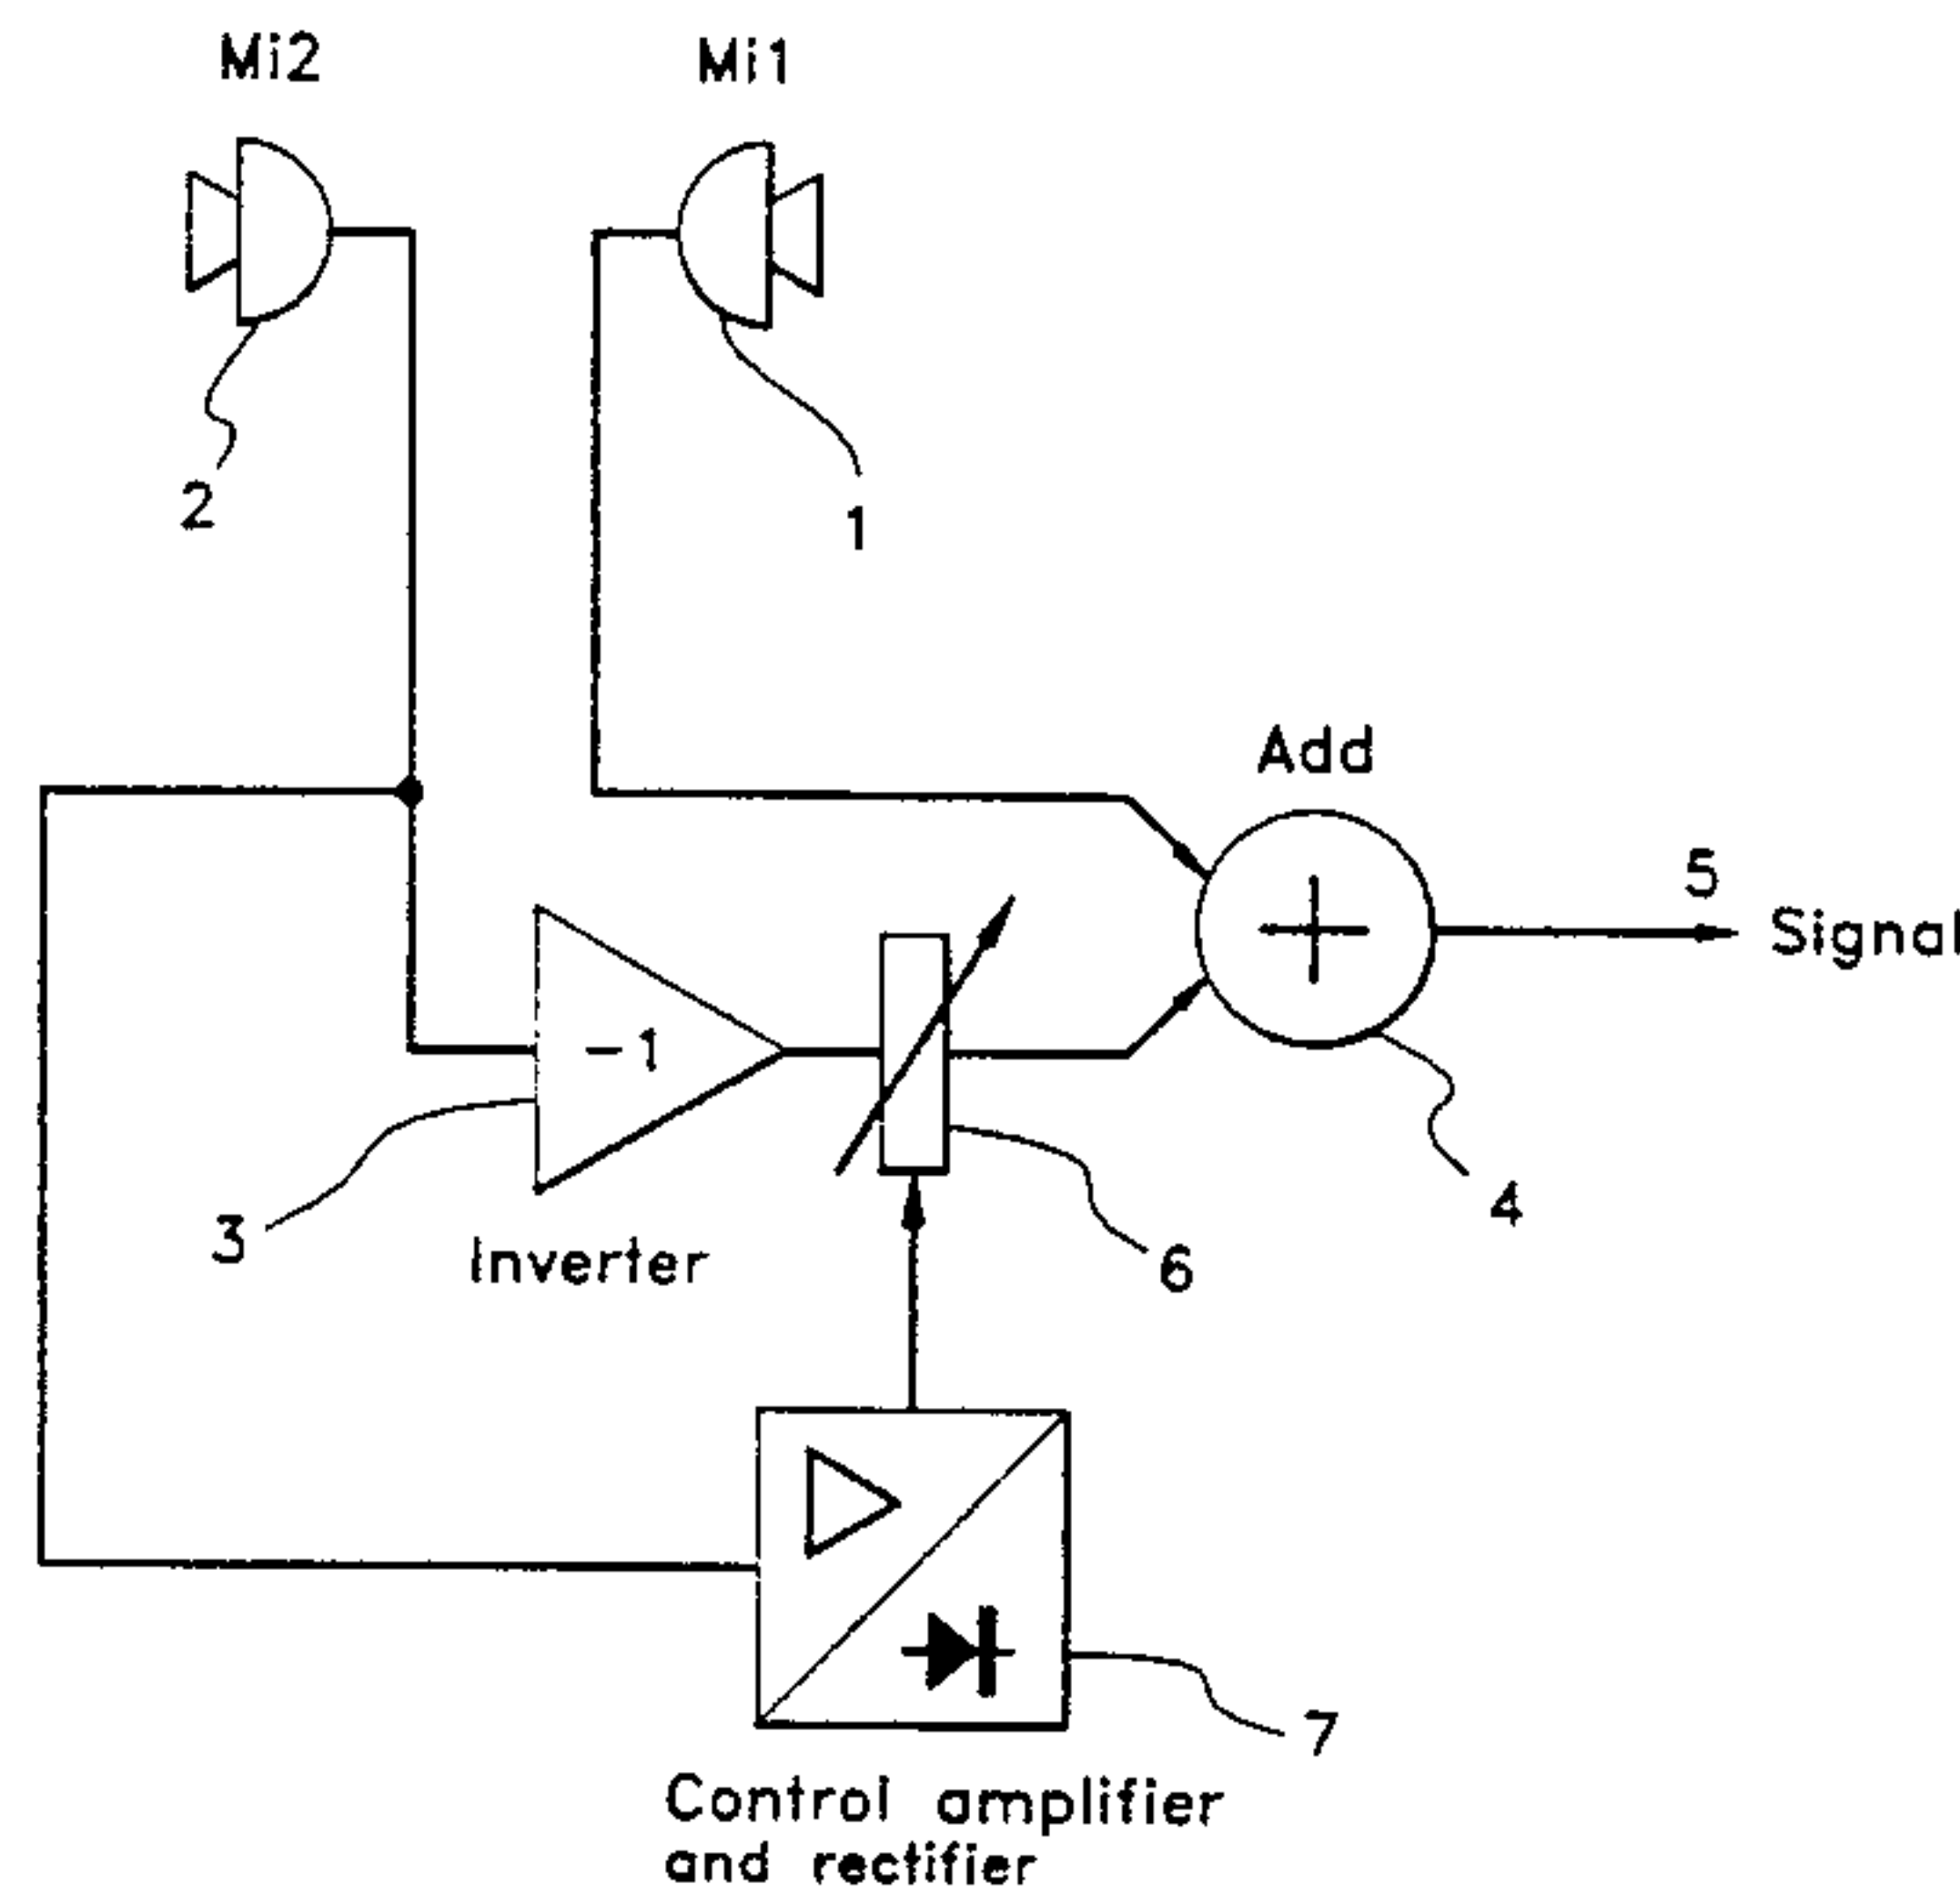 Mi2
Mi1
2
1
Add
5
Signal
-1
3
Inverter
6
4
7
Control amplifier
and rectifier